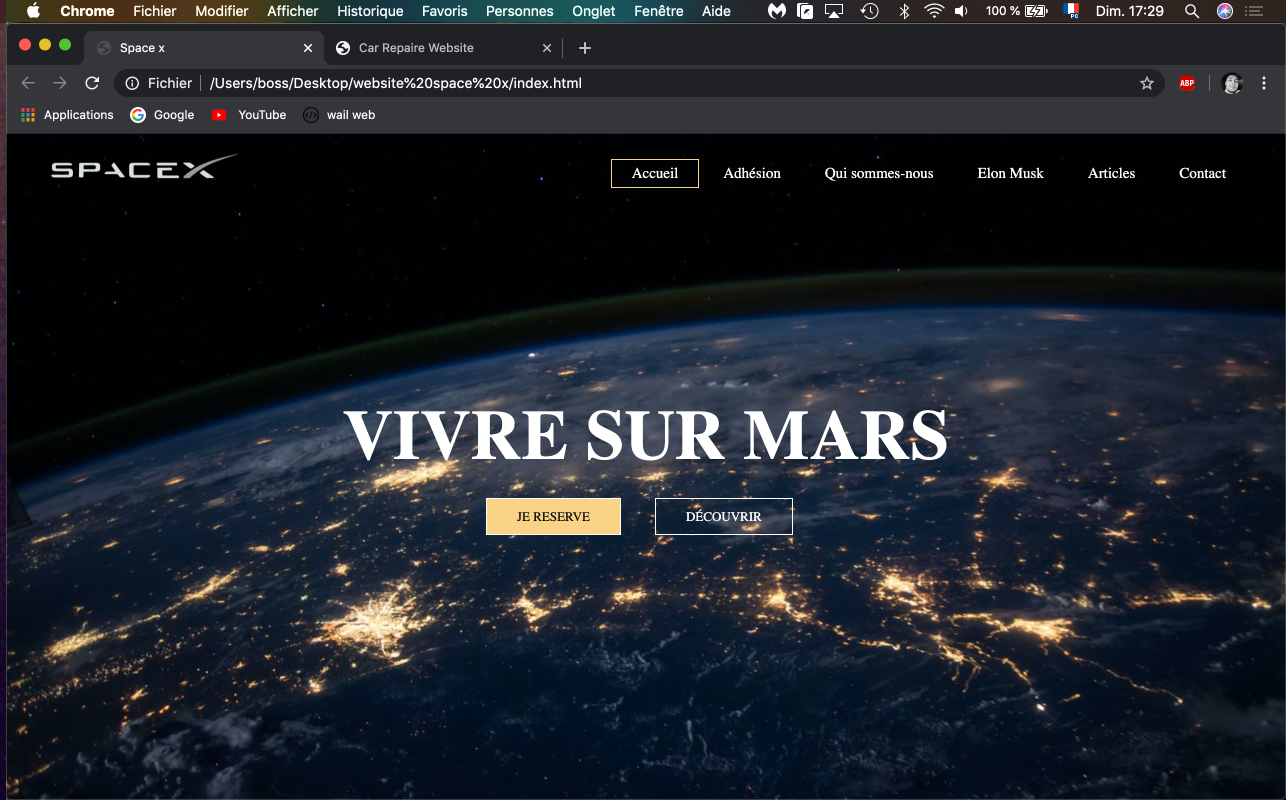 Chrome Fichier Modifier Afficher Historique Favoris Personnes Onglet Fenêtre Aide 100 % PC Dim. 17:29
Space x Car Repaire Website
Fichier /Users/boss/Desktop/website%20space%20x/index.html ABP
Applications Google YouTube wail web
SPACEX Accueil Adhésion Qui sommes-nous Elon Musk Articles Contact
VIVRE SUR MARS
JE RESERVE DÉCOUVRIR